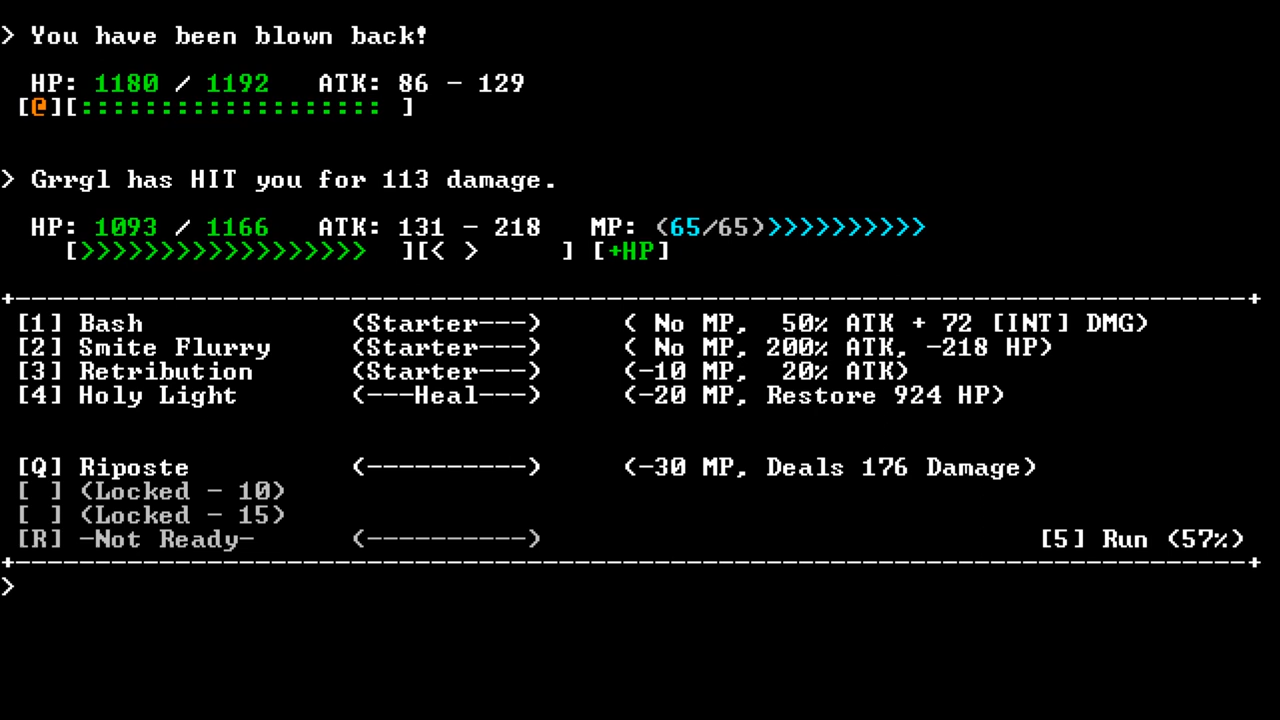 > You have been blown back!
HP: 1180 / 1192   ATK: 86 - 129
[@][::::::::::::::::::: ]
> Grrgl has HIT you for 113 damage.
HP: 1093 / 1166   ATK: 131 - 218   MP: (65/65)>>>>>>>>>>
[>>>>>>>>>>>>>>>>>>  ][< >     ] [+HP]
+------------------------------------------------------------------------------+
[1] Bash             (Starter---)     ( No MP,  50% ATK + 72 [INT] DMG)
[2] Smite Flurry     (Starter---)     ( No MP, 200% ATK, -218 HP)
[3] Retribution      (Starter---)     (-10 MP,  20% ATK)
[4] Holy Light       (---Heal---)     (-20 MP, Restore 924 HP)
[Q] Riposte          (----------)     (-30 MP, Deals 176 Damage)
[ ] (Locked - 10)
[ ] (Locked - 15)
[R] -Not Ready-      (----------)                               [5] Run (57%)
+------------------------------------------------------------------------------+
>